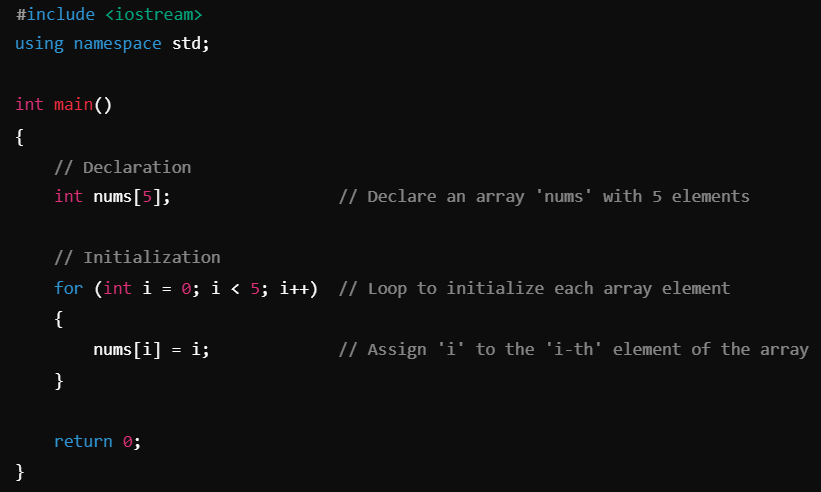 #include <iostream>
using namespace std;
int main()
{
// Declaration
int nums[5]; // Declare an array 'nums' with 5 elements
// Initialization
for (int i = 0; i < 5; i++) // Loop to initialize each array element
{
nums[i] = i; // Assign 'i' to the 'i-th' element of the array
}
return 0;
}